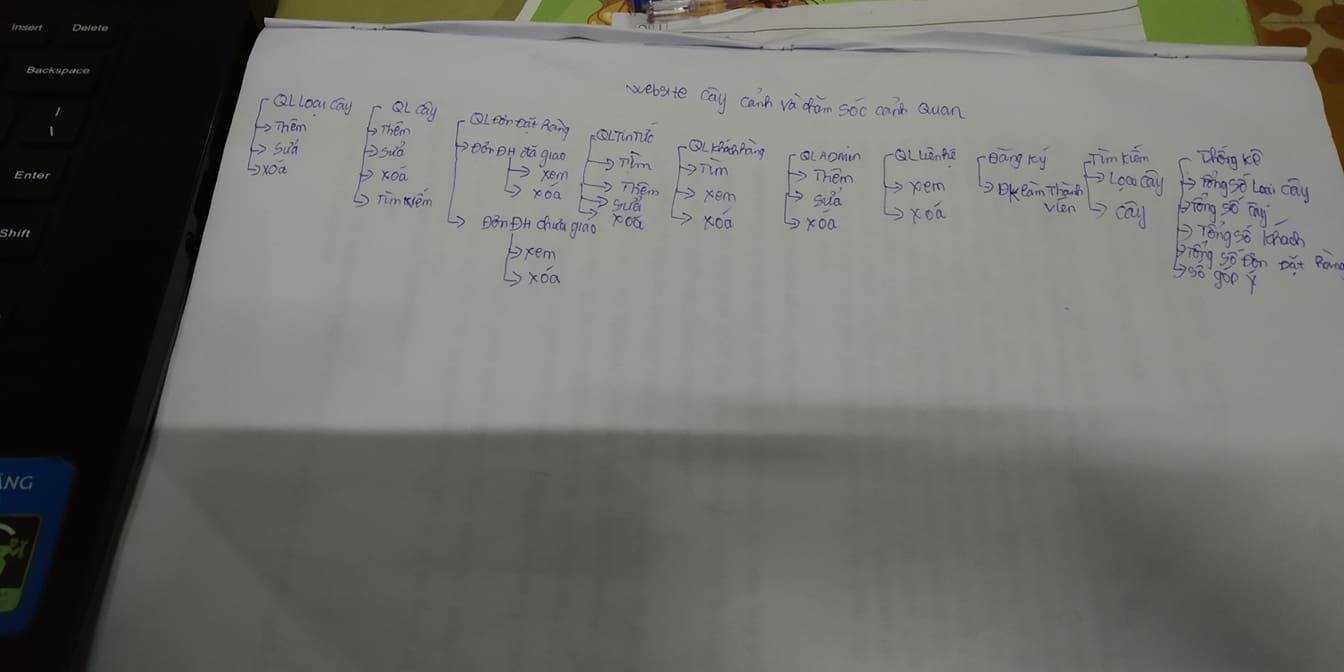 Insert Delete
Backspace
Enter
Shift
ĂNG
website cây cảnh và chăm sóc cảnh quan
QL Loại cây
Thêm
Sửa
xoá
QL cây
Thêm
Sửa
xoá
Tìm kiếm
QL Đơn Đặt hàng
Đơn ĐH đã giao
xem
xóa
Đơn ĐH chưa giao
xem
xóa
QL Tin Tức
Tìm
Thêm
Sửa
xoá
QL khách hàng
Tìm
xem
xoá
QL ADMIN
Thêm
Sửa
xóa
QL Liên hệ
xem
xóa
Đăng ký
ĐK làm Thành
viên
Tìm kiếm
Loại cây
cây
Thống kê
Tổng số Loại cây
Tổng số cây
Tổng số khách
Tổng số Đơn Đặt hàng
Số góp ý